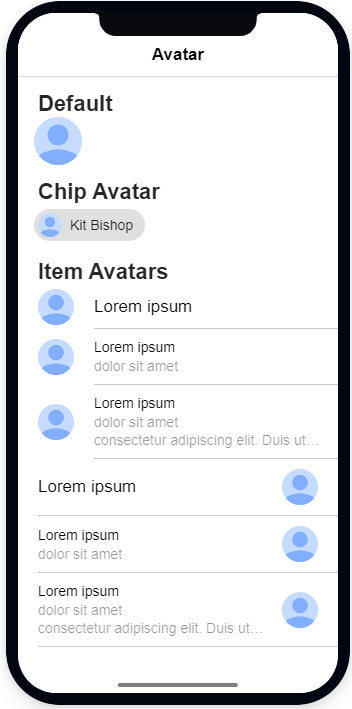 Avatar
Default
Chip Avatar
Kit Bishop
Item Avatars
Lorem ipsum
Lorem ipsum
dolor sit amet
Lorem ipsum
dolor sit amet
consectetur adipiscing elit. Duis ut...
Lorem ipsum
Lorem ipsum
dolor sit amet
Lorem ipsum
dolor sit amet
consectetur adipiscing elit. Duis ut...